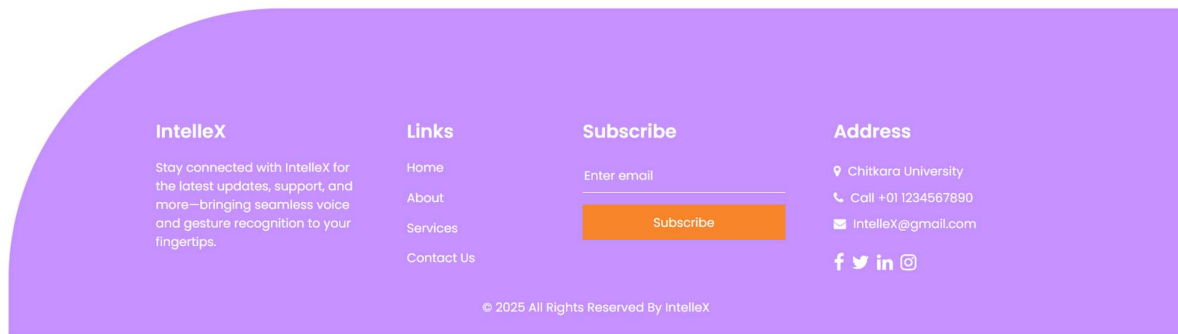 IntelleX
Stay connected with IntelleX for
the latest updates, support, and
more—bringing seamless voice
and gesture recognition to your
fingertips.
Links
Home
About
Services
Contact Us
Subscribe
Enter email
Subscribe
Address
Chitkara University
Call +01 1234567890
IntelleX@gmail.com
© 2025 All Rights Reserved By IntelleX